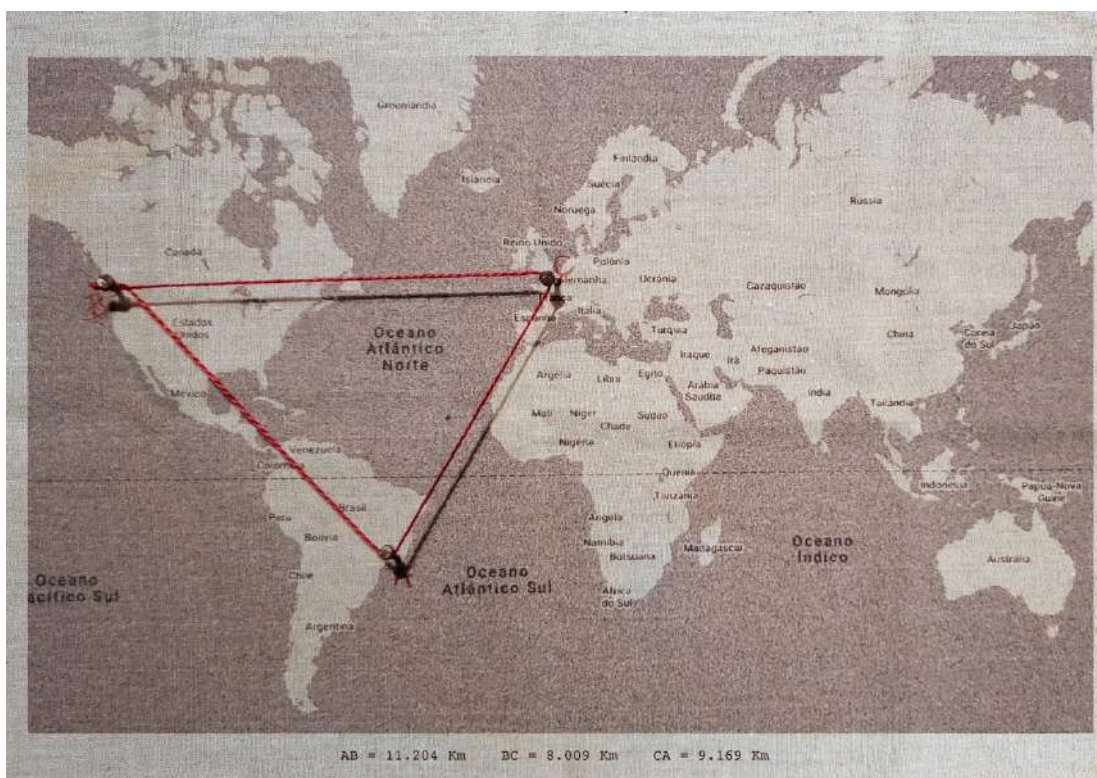 Groenlândia
Islândia
Finlândia
Suécia
Noruega
Rússia
Reino Unido
Polônia
C
Canadá
Ucrânia
Cazaquistão
Mongólia
B
Estados
Unidos
Oceano
Atlântico
Norte
Espanha
Itália
Turquia
China
Coreia
do Sul
Japão
México
Argélia
Líbia
Egito
Iraque
Irã
Afeganistão
Paquistão
Arábia
Saudita
Índia
Tailândia
Mali
Níger
Chade
Sudão
Nigéria
Etiópia
Venezuela
Colômbia
Quênia
Tanzânia
Indonésia
Papua-Nova
Guiné
Peru
Brasil
Bolívia
Angola
Namíbia
Botsuana
Madagascar
Oceano
Índico
Austrália
Chile
A
Oceano
Atlântico Sul
Oceano
acífico Sul
África
do Sul
Argentina
AB = 11.204 Km BC = 8.009 Km CA = 9.169 Km